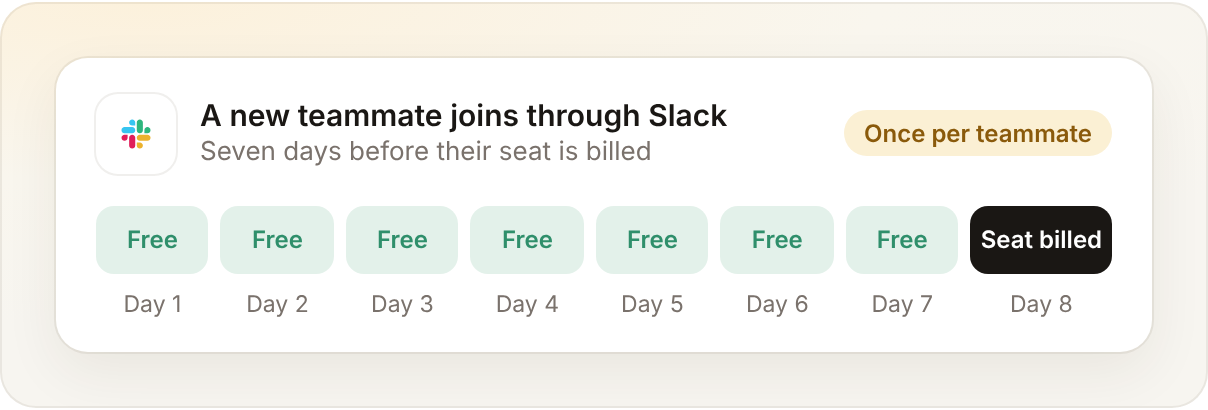 A new teammate joins through Slack
Seven days before their seat is billed
Once per teammate
Free Free Free Free Free Free Free Seat billed
Day 1 Day 2 Day 3 Day 4 Day 5 Day 6 Day 7 Day 8